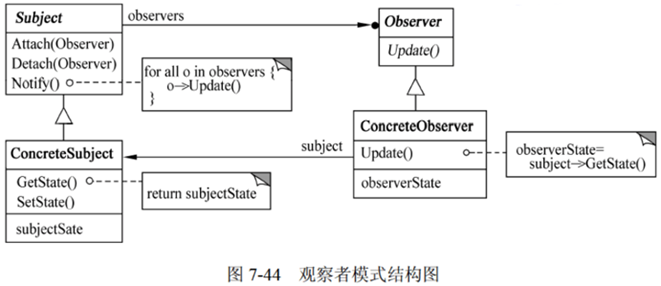 Subject
observers
Observer
Attach(Observer)
Detach(Observer)
Notify()
for all o in observers {
o->Update()
}
Update()
ConcreteSubject
subject
ConcreteObserver
GetState()
SetState()
subjectSate
return subjectState
Update()
observerState
observerState=
subject->GetState()
图 7-44 观察者模式结构图